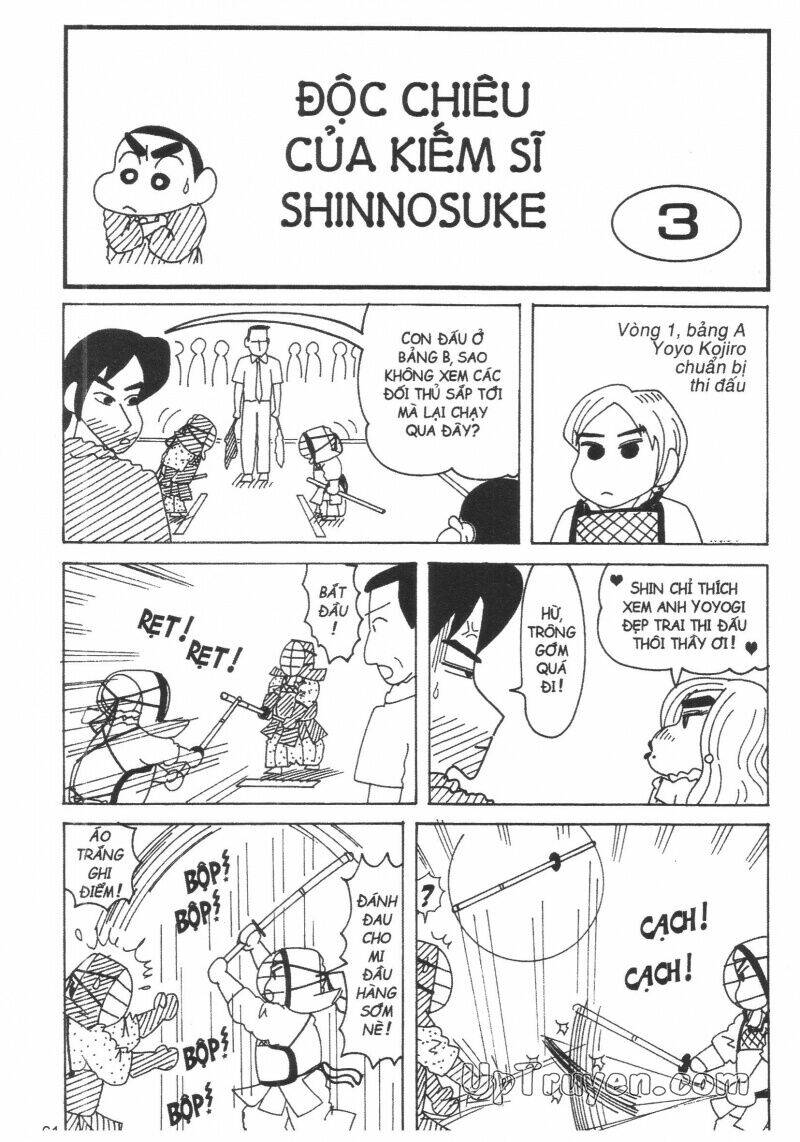 ĐỘC CHIÊU
CỦA KIẾM SĨ
SHINNOSUKE
3
Vòng 1, bảng A
Yoyo Kojiro
chuẩn bị
thi đấu
CON ĐẤU Ở
BẢNG B, SAO
KHÔNG XEM CÁC
ĐỐI THỦ SẮP TỚI
MÀ LẠI CHẠY
QUA ĐÂY?
SHIN CHỈ THÍCH
XEM ANH YOYOGI
ĐẸP TRAI THI ĐẤU
THÔI THẦY ƠI!
HỪ,
TRÔNG
GỚM
QUÁ
ĐI!
BẮT
ĐẦU
!
RẸT!
RẸT!
?
CẠCH!
CẠCH!
ĐÁNH
ĐAU
CHO
MI
ĐẦU
HÀNG
SỚM
NÈ!
BỘP!
BỘP!
BỘP!
BỘP!
ÁO
TRẮNG
GHI
ĐIỂM!
UpTruyen.com